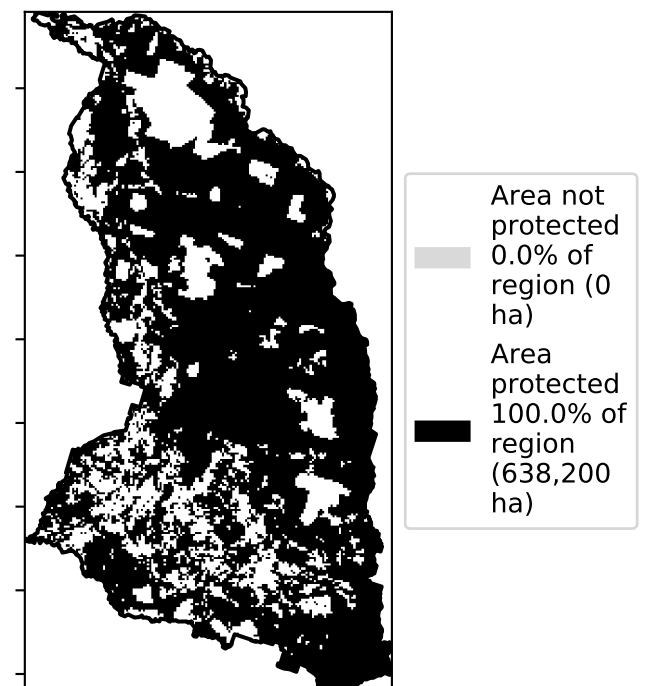 Area not
protected
0.0% of
region (0
ha)
Area
protected
100.0% of
region
(638,200
ha)